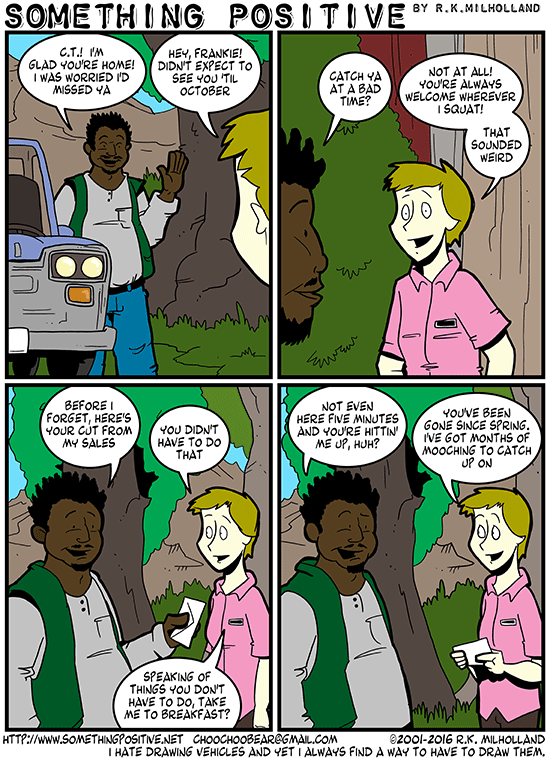 SOMETHING POSITIVE BY R.K.MILHOLLAND
C.T.! I'M
GLAD YOU'RE HOME!
I WAS WORRIED I'D
MISSED YA
HEY, FRANKIE!
DIDN'T EXPECT TO
SEE YOU 'TIL
OCTOBER
CATCH YA
AT A BAD
TIME?
NOT AT ALL!
YOU'RE ALWAYS
WELCOME WHEREVER
I SQUAT!
THAT
SOUNDED
WEIRD
BEFORE I
FORGET, HERE'S
YOUR CUT FROM
MY SALES
YOU DIDN'T
HAVE TO DO
THAT
SPEAKING OF
THINGS YOU DON'T
HAVE TO DO, TAKE
ME TO BREAKFAST?
NOT EVEN
HERE FIVE MINUTES
AND YOU'RE HITTIN'
ME UP, HUH?
YOU'VE BEEN
GONE SINCE SPRING.
I'VE GOT MONTHS OF
MOOCHING TO CATCH
UP ON
HTTP://WWW.SOMETHINGPOSITIVE.NET CHOOCHOOBEAR@GMAIL.COM ©2001-2016 R.K. MILHOLLAND
I HATE DRAWING VEHICLES AND YET I ALWAYS FIND A WAY TO HAVE TO DRAW THEM.